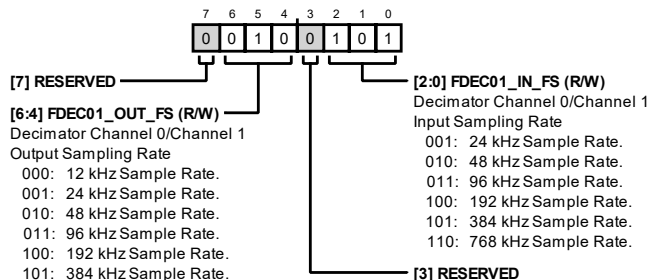 7 6 5 4 3 2 1 0
0 0 1 0 0 1 0 1
[7] RESERVED
[6:4] FDEC01_OUT_FS (R/W)
Decimator Channel 0/Channel 1
Output Sampling Rate
000: 12 kHz Sample Rate.
001: 24 kHz Sample Rate.
010: 48 kHz Sample Rate.
011: 96 kHz Sample Rate.
100: 192 kHz Sample Rate.
101: 384 kHz Sample Rate.
[2:0] FDEC01_IN_FS (R/W)
Decimator Channel 0/Channel 1
Input Sampling Rate
001: 24 kHz Sample Rate.
010: 48 kHz Sample Rate.
011: 96 kHz Sample Rate.
100: 192 kHz Sample Rate.
101: 384 kHz Sample Rate.
110: 768 kHz Sample Rate.
[3] RESERVED